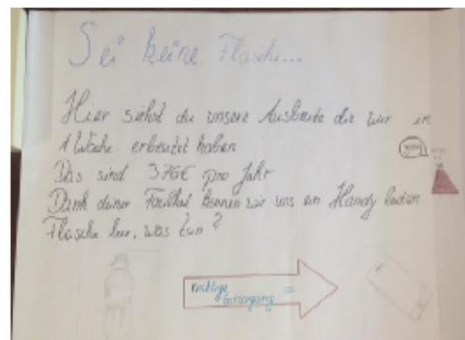 Sei keine Flasche...
Hier siehst du unsere Ausbeute die wir in
1 Woche erbeutet haben
Das sind 376€ pro Jahr
Dank deiner Faulheit können wir uns ein Handy leisten
Flasche leer, was tun?
richtige
Entsorgung =